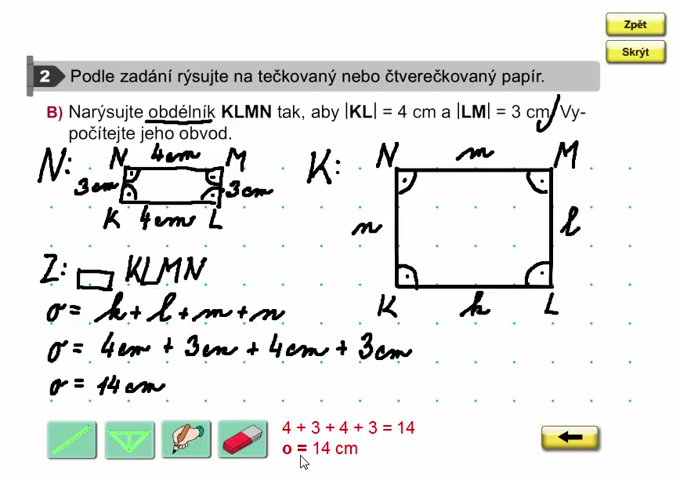 Zpět
Skrýt
2 Podle zadání rýsujte na tečkovaný nebo čtverečkovaný papír.
B) Narýsujte obdélník KLMN tak, aby |KL| = 4 cm a |LM| = 3 cm. Vy-
počítejte jeho obvod.
N: N 4cm M
3cm 3cm
K 4cm L
K: N m M
n l
K k L
Z: KLMN
o = k + l + m + n
o = 4cm + 3cm + 4cm + 3cm
o = 14cm
4 + 3 + 4 + 3 = 14
o = 14 cm